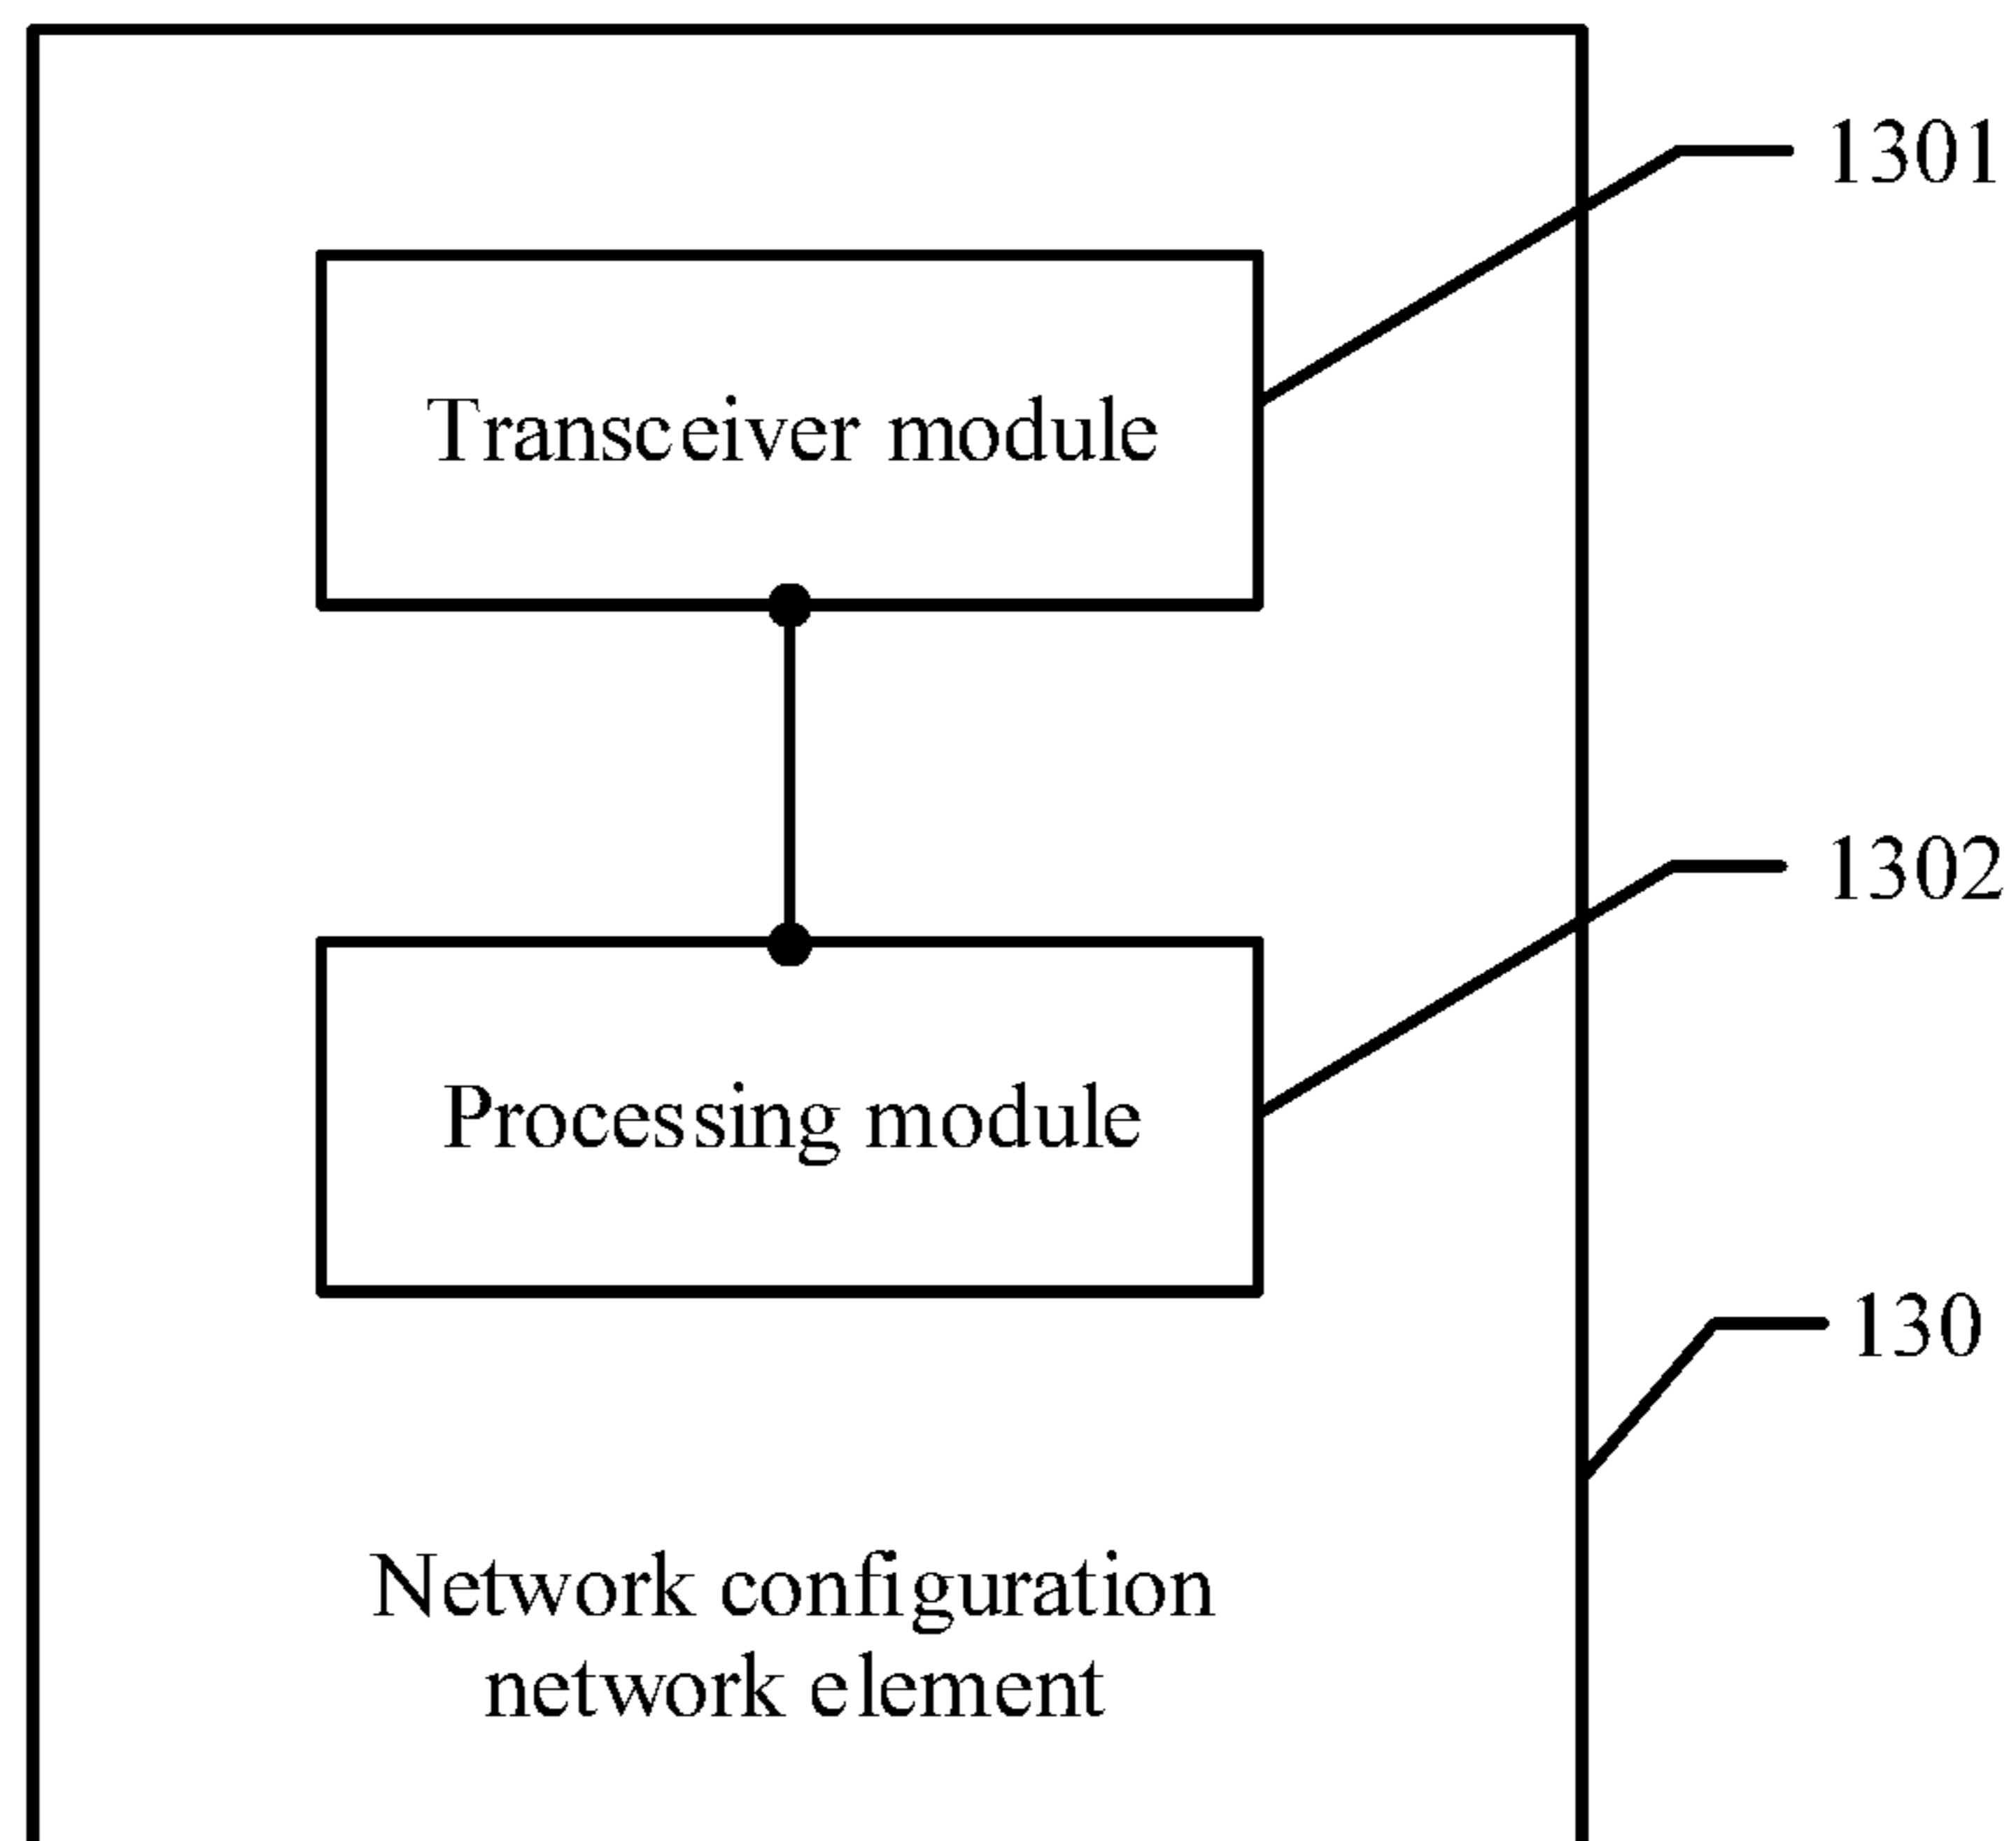 1301
Transceiver module
1302
Processing module
130
Network configuration
network element